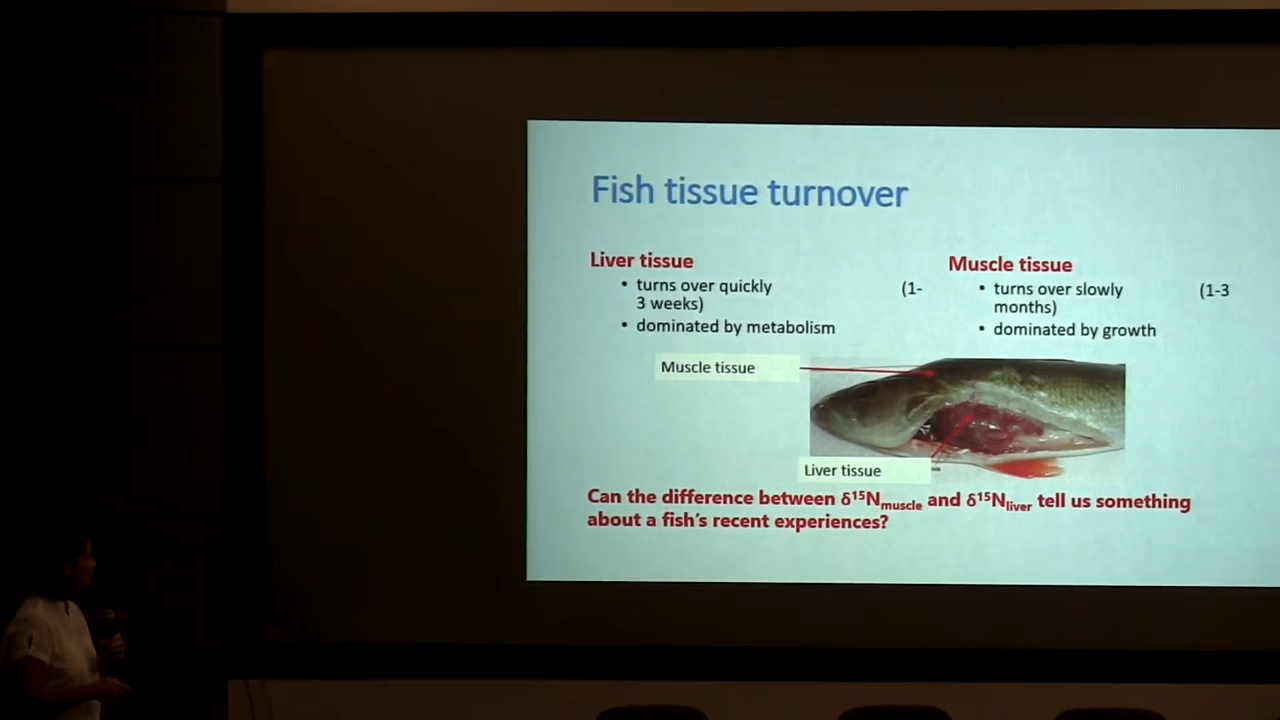 Fish tissue turnover
Liver tissue
• turns over quickly (1-
3 weeks)
• dominated by metabolism
Muscle tissue
• turns over slowly (1-3
months)
• dominated by growth
Muscle tissue
Liver tissue
Can the difference between δ¹⁵Nmuscle and δ¹⁵Nliver tell us something
about a fish's recent experiences?